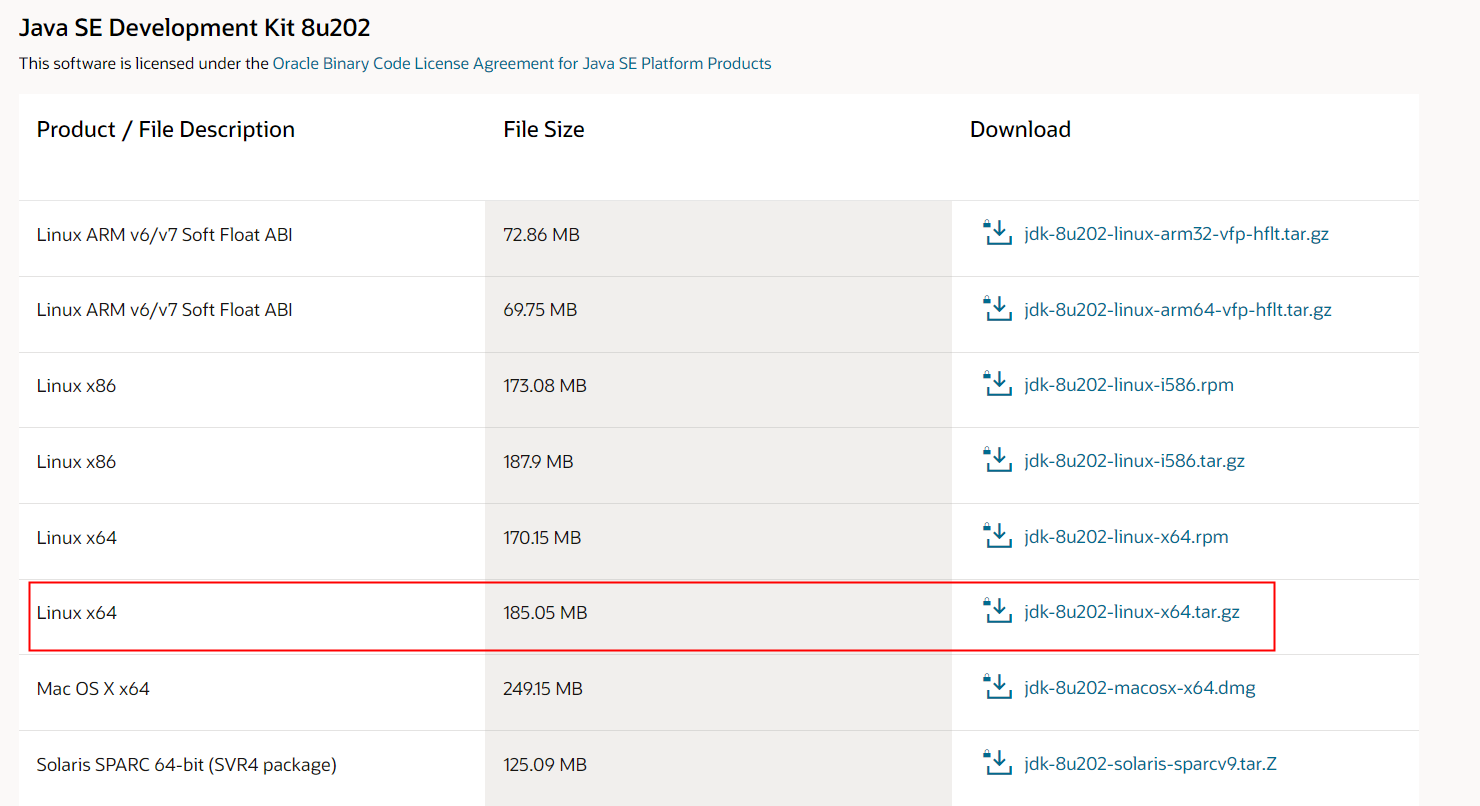 Java SE Development Kit 8u202
This software is licensed under the Oracle Binary Code License Agreement for Java SE Platform Products
Product / File Description File Size Download
Linux ARM v6/v7 Soft Float ABI 72.86 MB jdk-8u202-linux-arm32-vfp-hflt.tar.gz
Linux ARM v6/v7 Soft Float ABI 69.75 MB jdk-8u202-linux-arm64-vfp-hflt.tar.gz
Linux x86 173.08 MB jdk-8u202-linux-i586.rpm
Linux x86 187.9 MB jdk-8u202-linux-i586.tar.gz
Linux x64 170.15 MB jdk-8u202-linux-x64.rpm
Linux x64 185.05 MB jdk-8u202-linux-x64.tar.gz
Mac OS X x64 249.15 MB jdk-8u202-macosx-x64.dmg
Solaris SPARC 64-bit (SVR4 package) 125.09 MB jdk-8u202-solaris-sparcv9.tar.Z